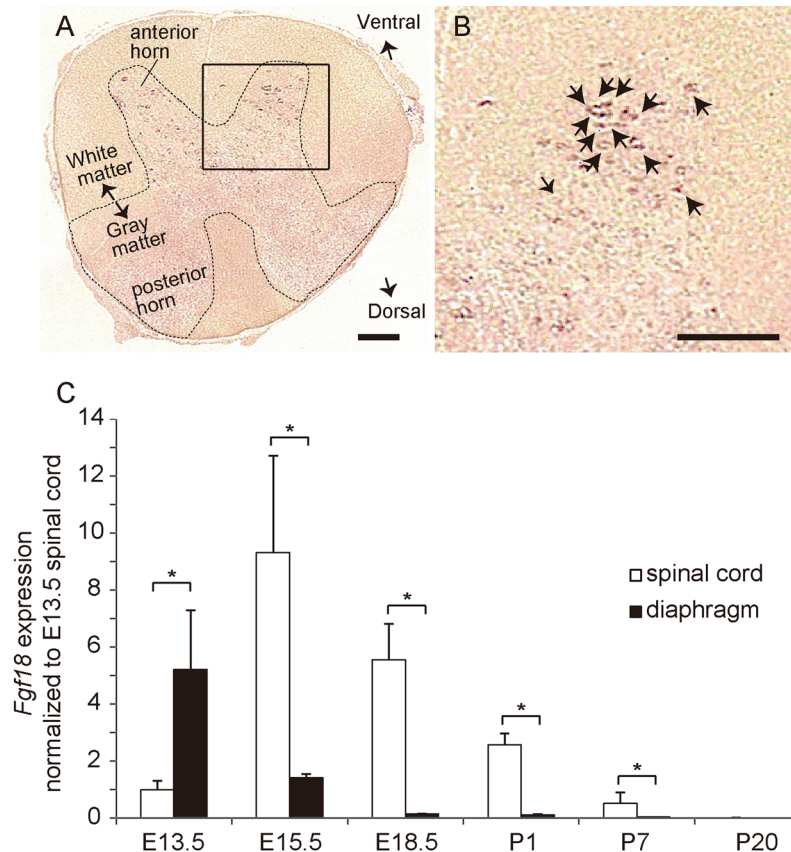 A
anterior
horn
White
matter
Gray
matter
posterior
horn
Ventral
Dorsal
B
C
Fgf18 expression
normalized to E13.5 spinal cord
14
12
10
8
6
4
2
0
*
*
*
*
*
spinal cord
diaphragm
E13.5
E15.5
E18.5
P1
P7
P20